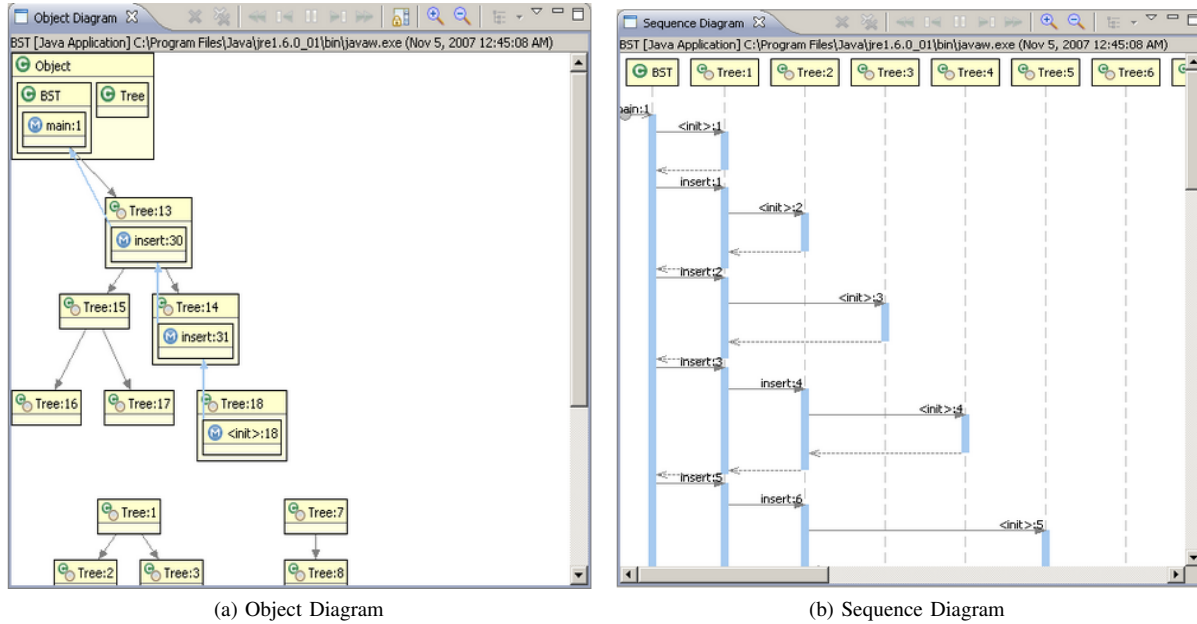 Object Diagram
BST [Java Application] C:\Program Files\Java\jre1.6.0_01\bin\javaw.exe (Nov 5, 2007 12:45:08 AM)
Object
BST
Tree
main:1
Tree:13
insert:30
Tree:15
Tree:14
insert:31
Tree:16
Tree:17
Tree:18
<init>:18
Tree:1
Tree:7
Tree:2
Tree:3
Tree:8
(a) Object Diagram
Sequence Diagram
BST [Java Application] C:\Program Files\Java\jre1.6.0_01\bin\javaw.exe (Nov 5, 2007 12:45:08 AM)
BST
Tree:1
Tree:2
Tree:3
Tree:4
Tree:5
Tree:6
main:1
<init>:1
insert:1
<init>:2
insert:2
<init>:3
insert:3
insert:4
<init>:4
insert:5
insert:6
<init>:5
(b) Sequence Diagram